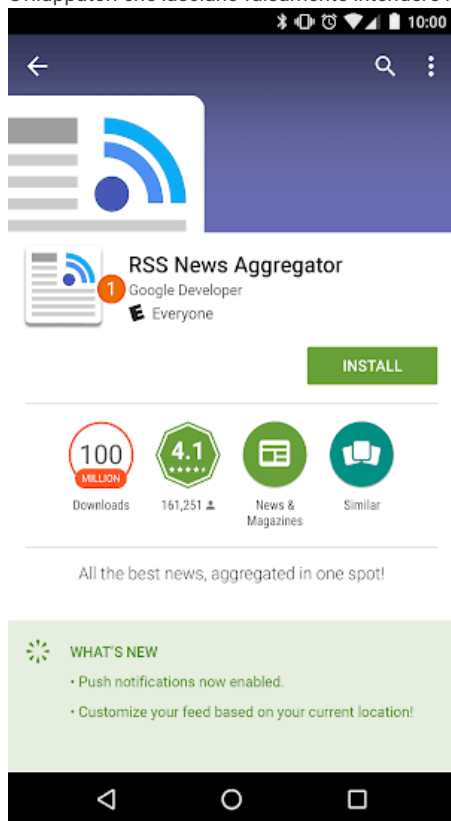 10:00
RSS News Aggregator
1
Google Developer
E Everyone
INSTALL
100
MILLION
Downloads
4.1
161,251
News &
Magazines
Similar
All the best news, aggregated in one spot!
WHAT'S NEW
• Push notifications now enabled.
• Customize your feed based on your current location!